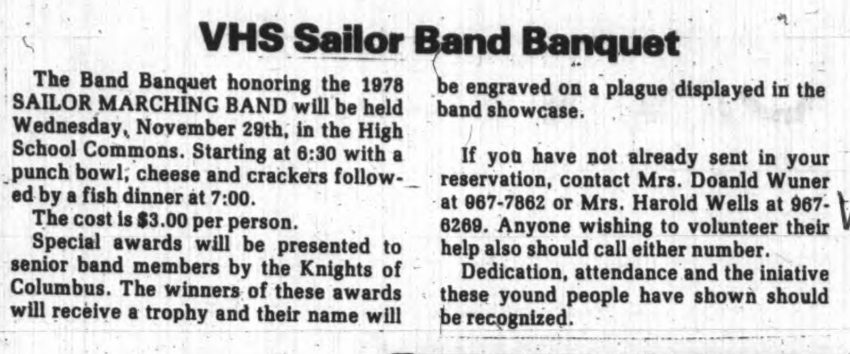 VHS Sailor Band Banquet
The Band Banquet honoring the 1978
SAILOR MARCHING BAND will be held
Wednesday, November 29th, in the High
School Commons. Starting at 6:30 with a
punch bowl, cheese and crackers follow-
ed by a fish dinner at 7:00.
The cost is $3.00 per person.
Special awards will be presented to
senior band members by the Knights of
Columbus. The winners of these awards
will receive a trophy and their name will
be engraved on a plague displayed in the
band showcase.
If you have not already sent in your
reservation, contact Mrs. Doanld Wuner
at 967-7862 or Mrs. Harold Wells at 967-
6269. Anyone wishing to volunteer their
help also should call either number.
Dedication, attendance and the iniative
these yound people have shown should
be recognized.